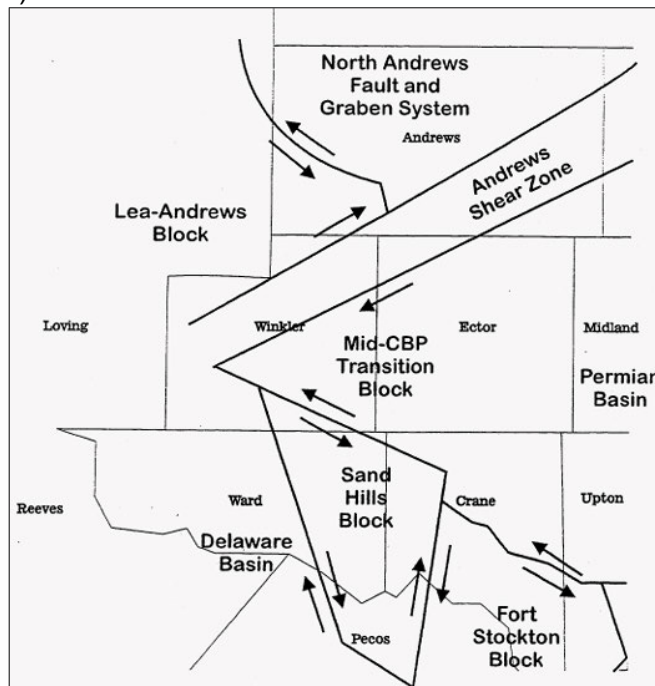 North Andrews
Fault and
Graben System
Andrews
Andrews
Shear Zone
Lea-Andrews
Block
Loving
Winkler
Ector
Midland
Mid-CBP
Transition
Block
Permian
Basin
Sand
Hills
Block
Reeves
Ward
Crane
Upton
Delaware
Basin
Fort
Stockton
Block
Pecos